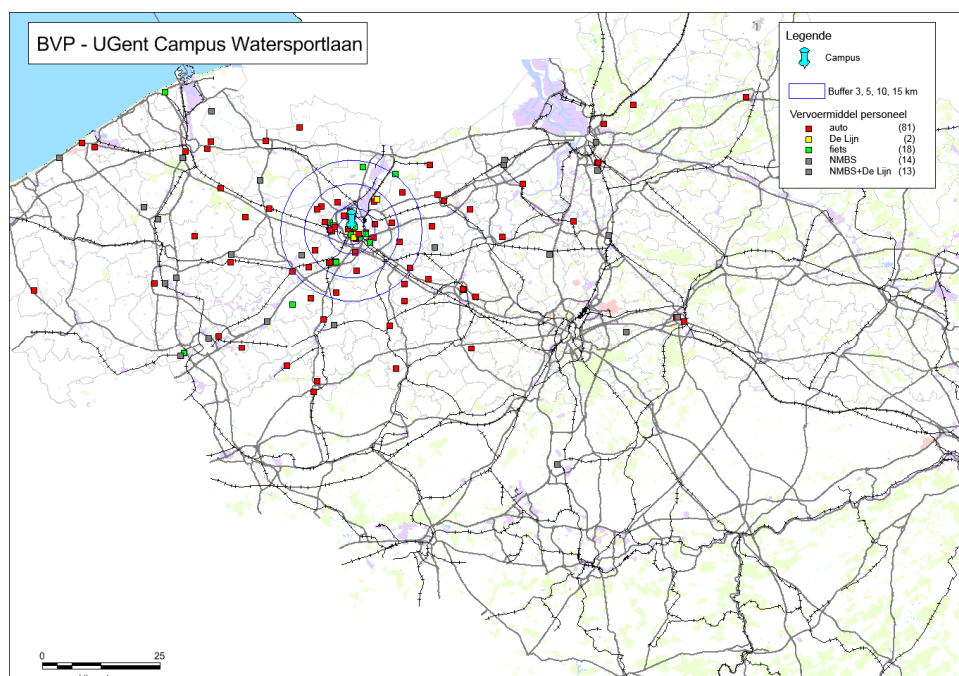 BVP - UGent Campus Watersportlaan
Legende
Campus
Buffer 3, 5, 10, 15 km
Vervoermiddel personeel
auto (81)
De Lijn (2)
fiets (18)
NMBS (14)
NMBS+De Lijn (13)
0 25